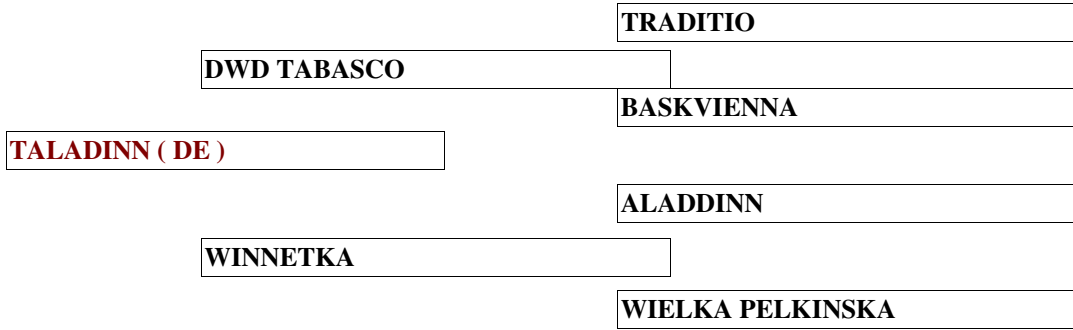 TRADITIO
DWD TABASCO
BASKVIENNA
TALADINN ( DE )
ALADDINN
WINNETKA
WIELKA PELKINSKA